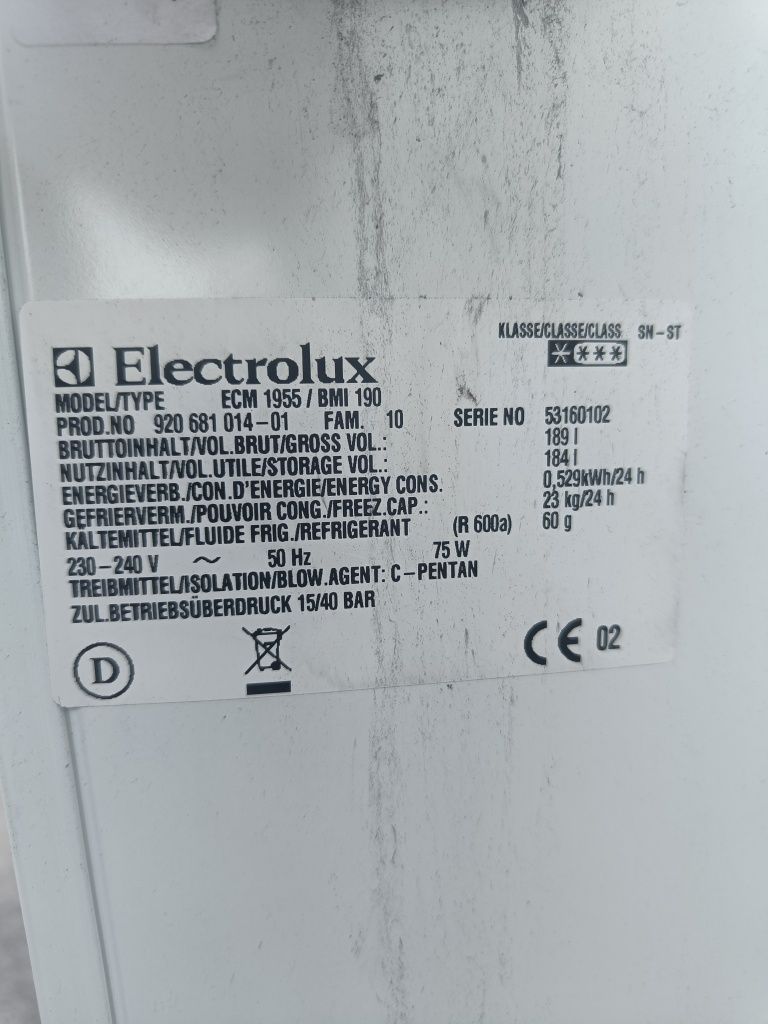 KLASSE/CLASSE/CLASS SN-ST
Electrolux
MODEL/TYPE ECM 1955 / BMI 190
PROD.NO 920 681 014-01 FAM. 10 SERIE NO 53160102
BRUTTOINHALT/VOL.BRUT/GROSS VOL.: 189 l
NUTZINHALT/VOL.UTILE/STORAGE VOL.: 184 l
ENERGIEVERB./CON.D'ENERGIE/ENERGY CONS. 0,529kWh/24 h
GEFRIERVERM./POUVOIR CONG./FREEZ.CAP.: 23 kg/24 h
KÄLTEMITTEL/FLUIDE FRIG./REFRIGERANT (R 600a) 60 g
230-240 V ~ 50 Hz 75 W
TREIBMITTEL/ISOLATION/BLOW.AGENT: C-PENTAN
ZUL.BETRIEBSÜBERDRUCK 15/40 BAR
D CE 02